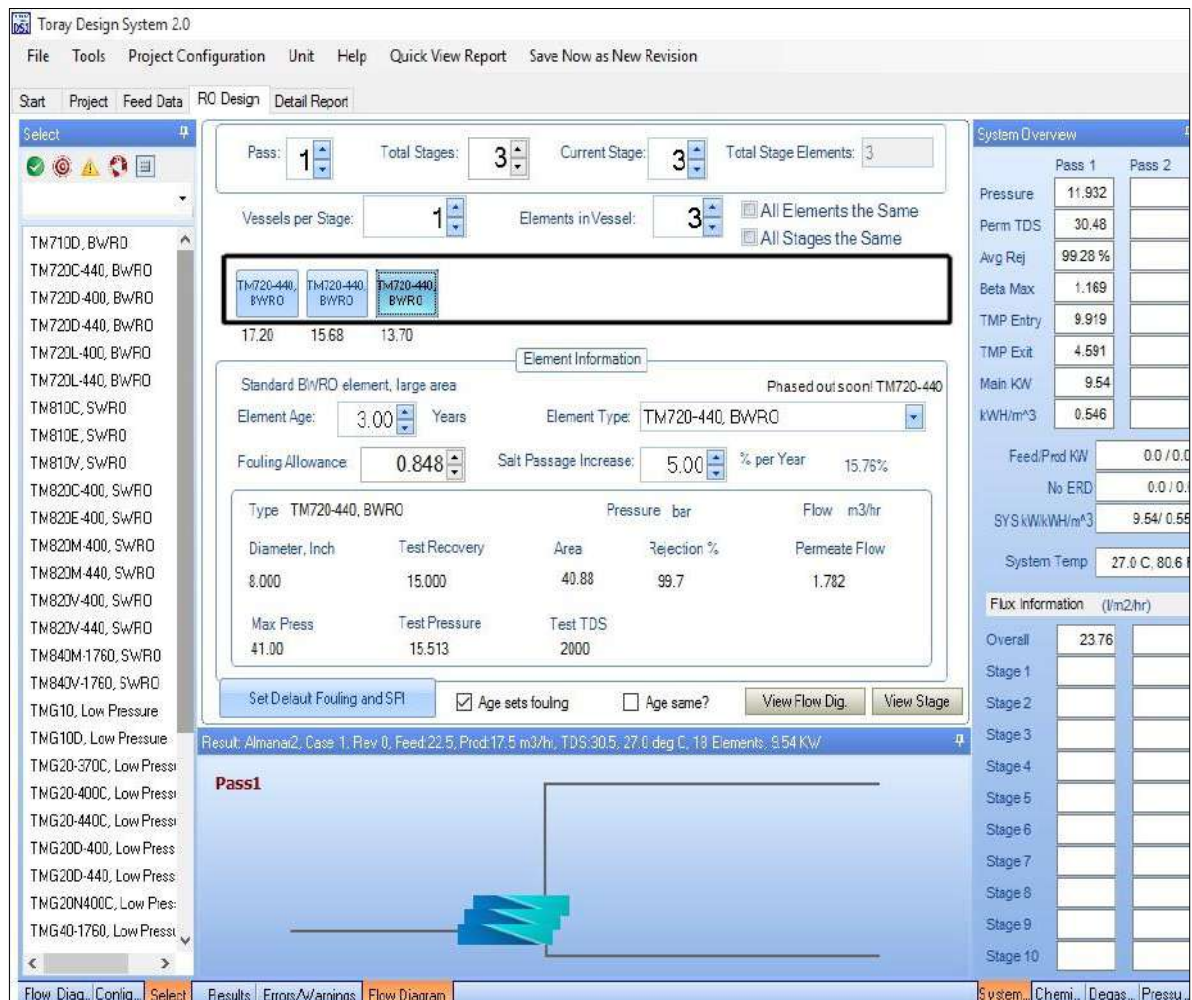 Toray Design System 2.0
File Tools Project Configuration Unit Help Quick View Report Save Now as New Revision
Start Project Feed Data RO Design Detail Report
Select
TM710D, BWRO
TM720C-440, BWRO
TM720D-400, BWRO
TM720D-440, BWRO
TM720L-400, BWRO
TM720L-440, BWRO
TM810C, SWRO
TM810E, SWRO
TM810V, SWRO
TM820C-400, SWRO
TM820E-400, SWRO
TM820M-400, SWRO
TM820M-440, SWRO
TM820V-400, SWRO
TM820V-440, SWRO
TM840M-1760, SWRO
TM840V-1760, SWRO
TMG10, Low Pressure
TMG10D, Low Pressure
TMG20-370C, Low Press
TMG20-400C, Low Press
TMG20-440C, Low Press
TMG20D-400, Low Press
TMG20D-440, Low Press
TMG20N400C, Low Pres
TMG40-1760, Low Press
Flow Diag.. Config... Select
Pass: 1 Total Stages: 3 Current Stage: 3 Total Stage Elements: 3
Vessels per Stage: 1 Elements in Vessel: 3 All Elements the Same
All Stages the Same
TM720-440, BWRO TM720-440, BWRO TM720-440, BWRO
17.20 15.68 13.70
Element Information
Standard BWRO element, large area Phased out soon! TM720-440
Element Age: 3.00 Years Element Type: TM720-440, BWRO
Fouling Allowance: 0.848 Salt Passage Increase: 5.00 % per Year 15.76%
Type TM720-440, BWRO Pressure bar Flow m3/hr
Diameter, Inch Test Recovery Area Rejection % Permeate Flow
8.000 15.000 40.88 99.7 1.782
Max Press Test Pressure Test TDS
41.00 15.513 2000
Set Default Fouling and SPI Age sets fouling Age same? View Flow Dig. View Stage
Result: Almanar2, Case 1, Rev 0, Feed:22.5, Prod:17.5 m3/hr, TDS:30.5, 27.0 deg C, 18 Elements, 9.54 KW
Pass1
Results Errors/Warnings Flow Diagram
System Overview
Pass 1 Pass 2
Pressure 11.932
Perm TDS 30.48
Avg Rej 99.28 %
Beta Max 1.169
TMP Entry 9.919
TMP Exit 4.591
Main KW 9.54
kWH/m^3 0.546
Feed/Prod KW 0.0 / 0.0
No ERD 0.0 / 0.
SYS kW/kWH/m^3 9.54/ 0.55
System Temp 27.0 C, 80.6
Flux Information (l/m2/hr)
Overall 23.76
Stage 1
Stage 2
Stage 3
Stage 4
Stage 5
Stage 6
Stage 7
Stage 8
Stage 9
Stage 10
System... Chemi... Degas... Pressu...